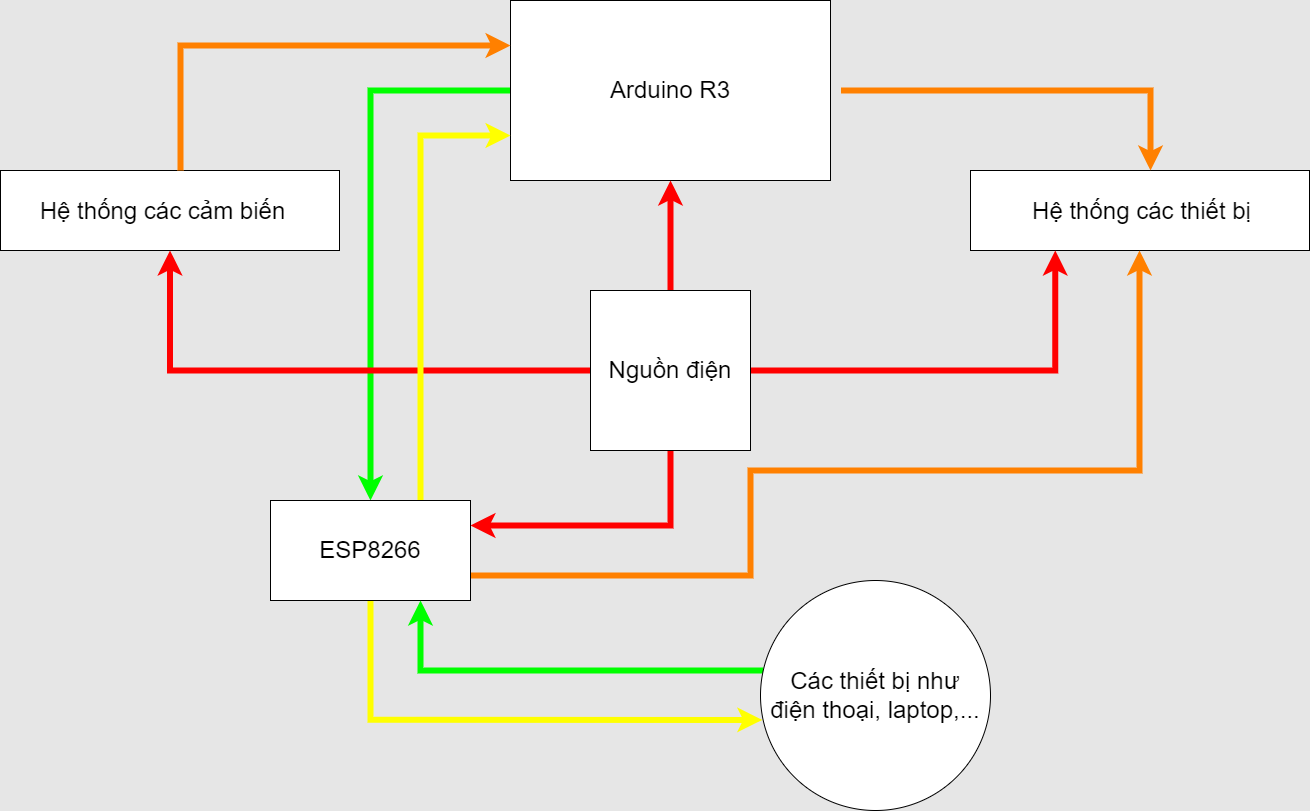 Arduino R3
Hệ thống các cảm biến
Hệ thống các thiết bị
Nguồn điện
ESP8266
Các thiết bị như
điện thoại, laptop,...